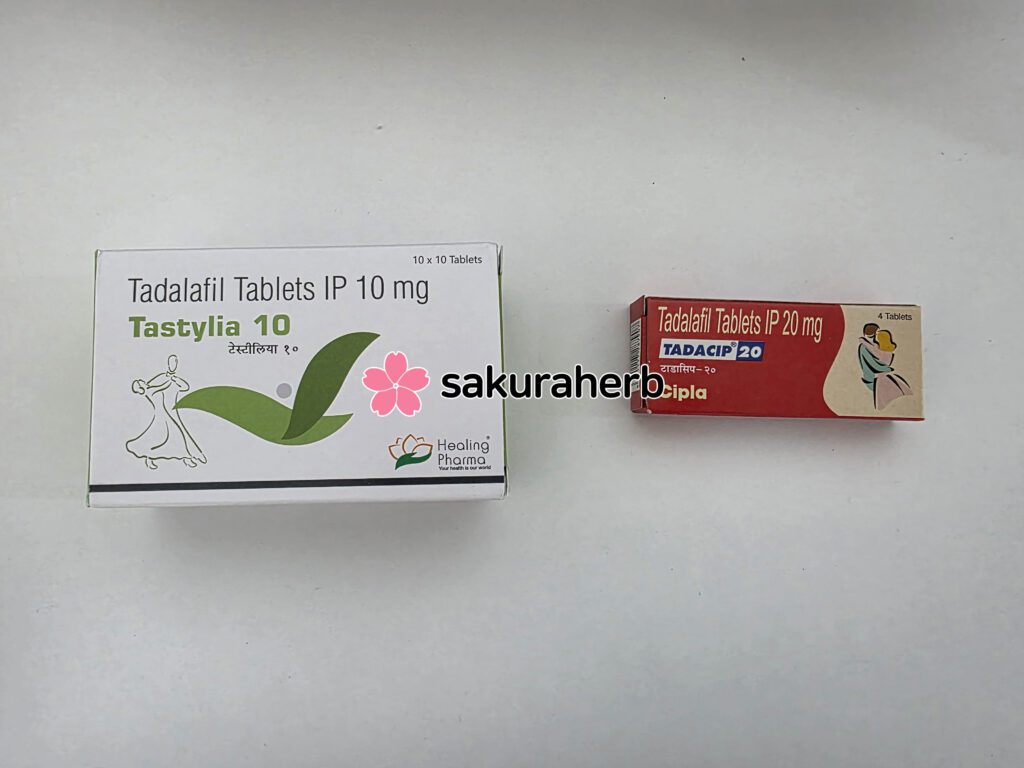 10 x 10 Tablets
Tadalafil Tablets IP 10 mg
Tastylia 10
टेस्टीलिया १०
Healing®
Pharma
Your health is our world
sakuraherb
4 Tablets
Tadalafil Tablets IP 20 mg
TADACIP® 20
टाडासिप-२०
Cipla